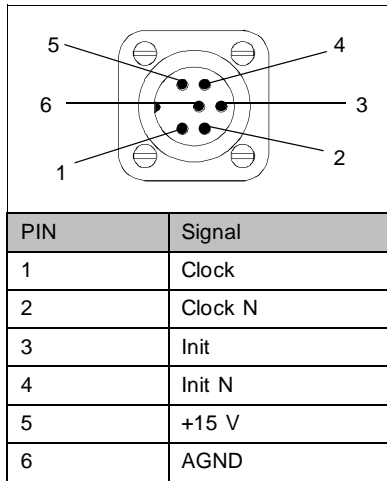 5 4
6 3
1 2
PIN Signal
1 Clock
2 Clock N
3 Init
4 Init N
5 +15 V
6 AGND